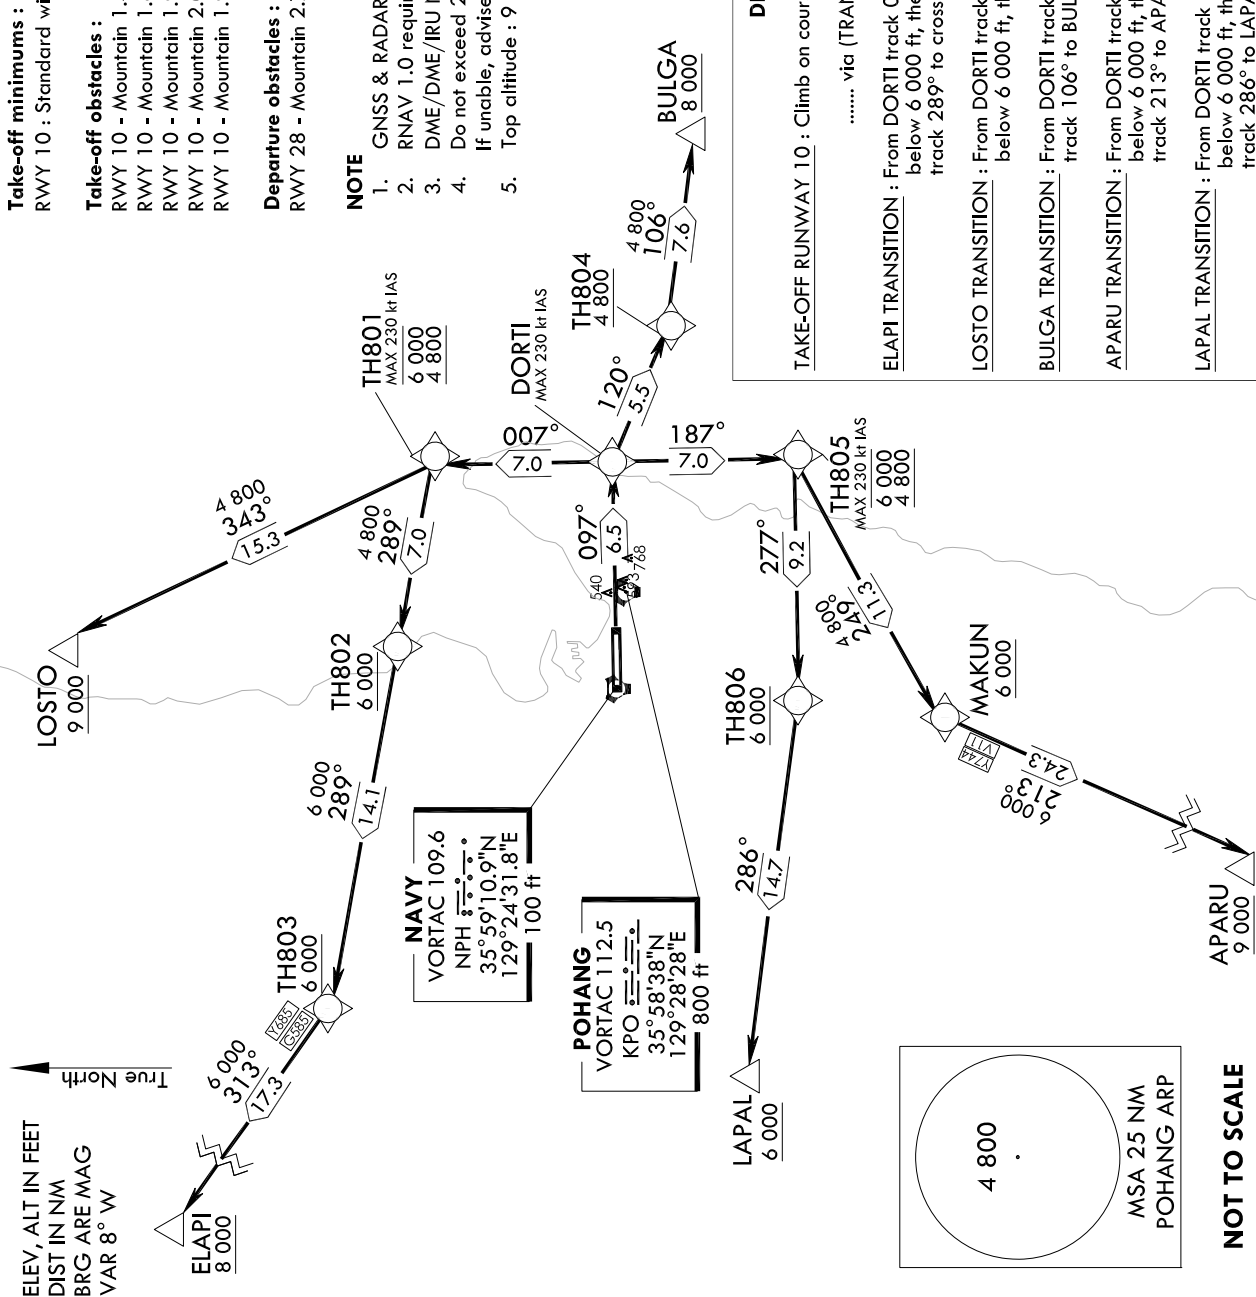 ELEV, ALT IN FEET
DIST IN NM
BRG ARE MAG
VAR 8° W
True North
Take-off minimums :
RWY 10 : Standard wi
Take-off obstacles :
RWY 10 - Mountain 1.
RWY 10 - Mountain 1.
RWY 10 - Mountain 1.
RWY 10 - Mountain 2.
RWY 10 - Mountain 1.
Departure obstacles :
RWY 28 - Mountain 2.
NOTE
1. GNSS & RADAR
2. RNAV 1.0 requir
3. DME/DME/IRU
4. Do not exceed 2
If unable, advise
5. Top altitude : 9
LOSTO
9 000
4 800
343°
15.3
TH801
MAX 230 kt IAS
6 000
4 800
4 800
289°
7.0
TH802
6 000
6 000
289°
14.1
TH803
6 000
Y685
G585
6 000
313°
17.3
ELAPI
8 000
007°
7.0
DORTI
MAX 230 kt IAS
120°
5.5
TH804
4 800
4 800
106°
7.6
BULGA
8 000
097°
6.5
540
593
768
187°
7.0
TH805
MAX 230 kt IAS
6 000
4 800
277°
9.2
TH806
6 000
286°
14.7
LAPAL
6 000
4 800
249°
11.3
MAKUN
6 000
Y744
V11
6 000
213°
24.3
APARU
9 000
NAVY
VORTAC 109.6
NPH
35°59'10.9"N
129°24'31.8"E
100 ft
POHANG
VORTAC 112.5
KPO
35°58'38"N
129°28'28"E
800 ft
4 800
MSA 25 NM
POHANG ARP
NOT TO SCALE
TAKE-OFF RUNWAY 10 : Climb on cour
....... via (TRAN
ELAPI TRANSITION : From DORTI track 0
below 6 000 ft, the
track 289° to cross
LOSTO TRANSITION : From DORTI track
below 6 000 ft, th
BULGA TRANSITION : From DORTI track
track 106° to BUL
APARU TRANSITION : From DORTI track
below 6 000 ft, th
track 213° to APA
LAPAL TRANSITION : From DORTI track
below 6 000 ft, th
track 286° to LAPA